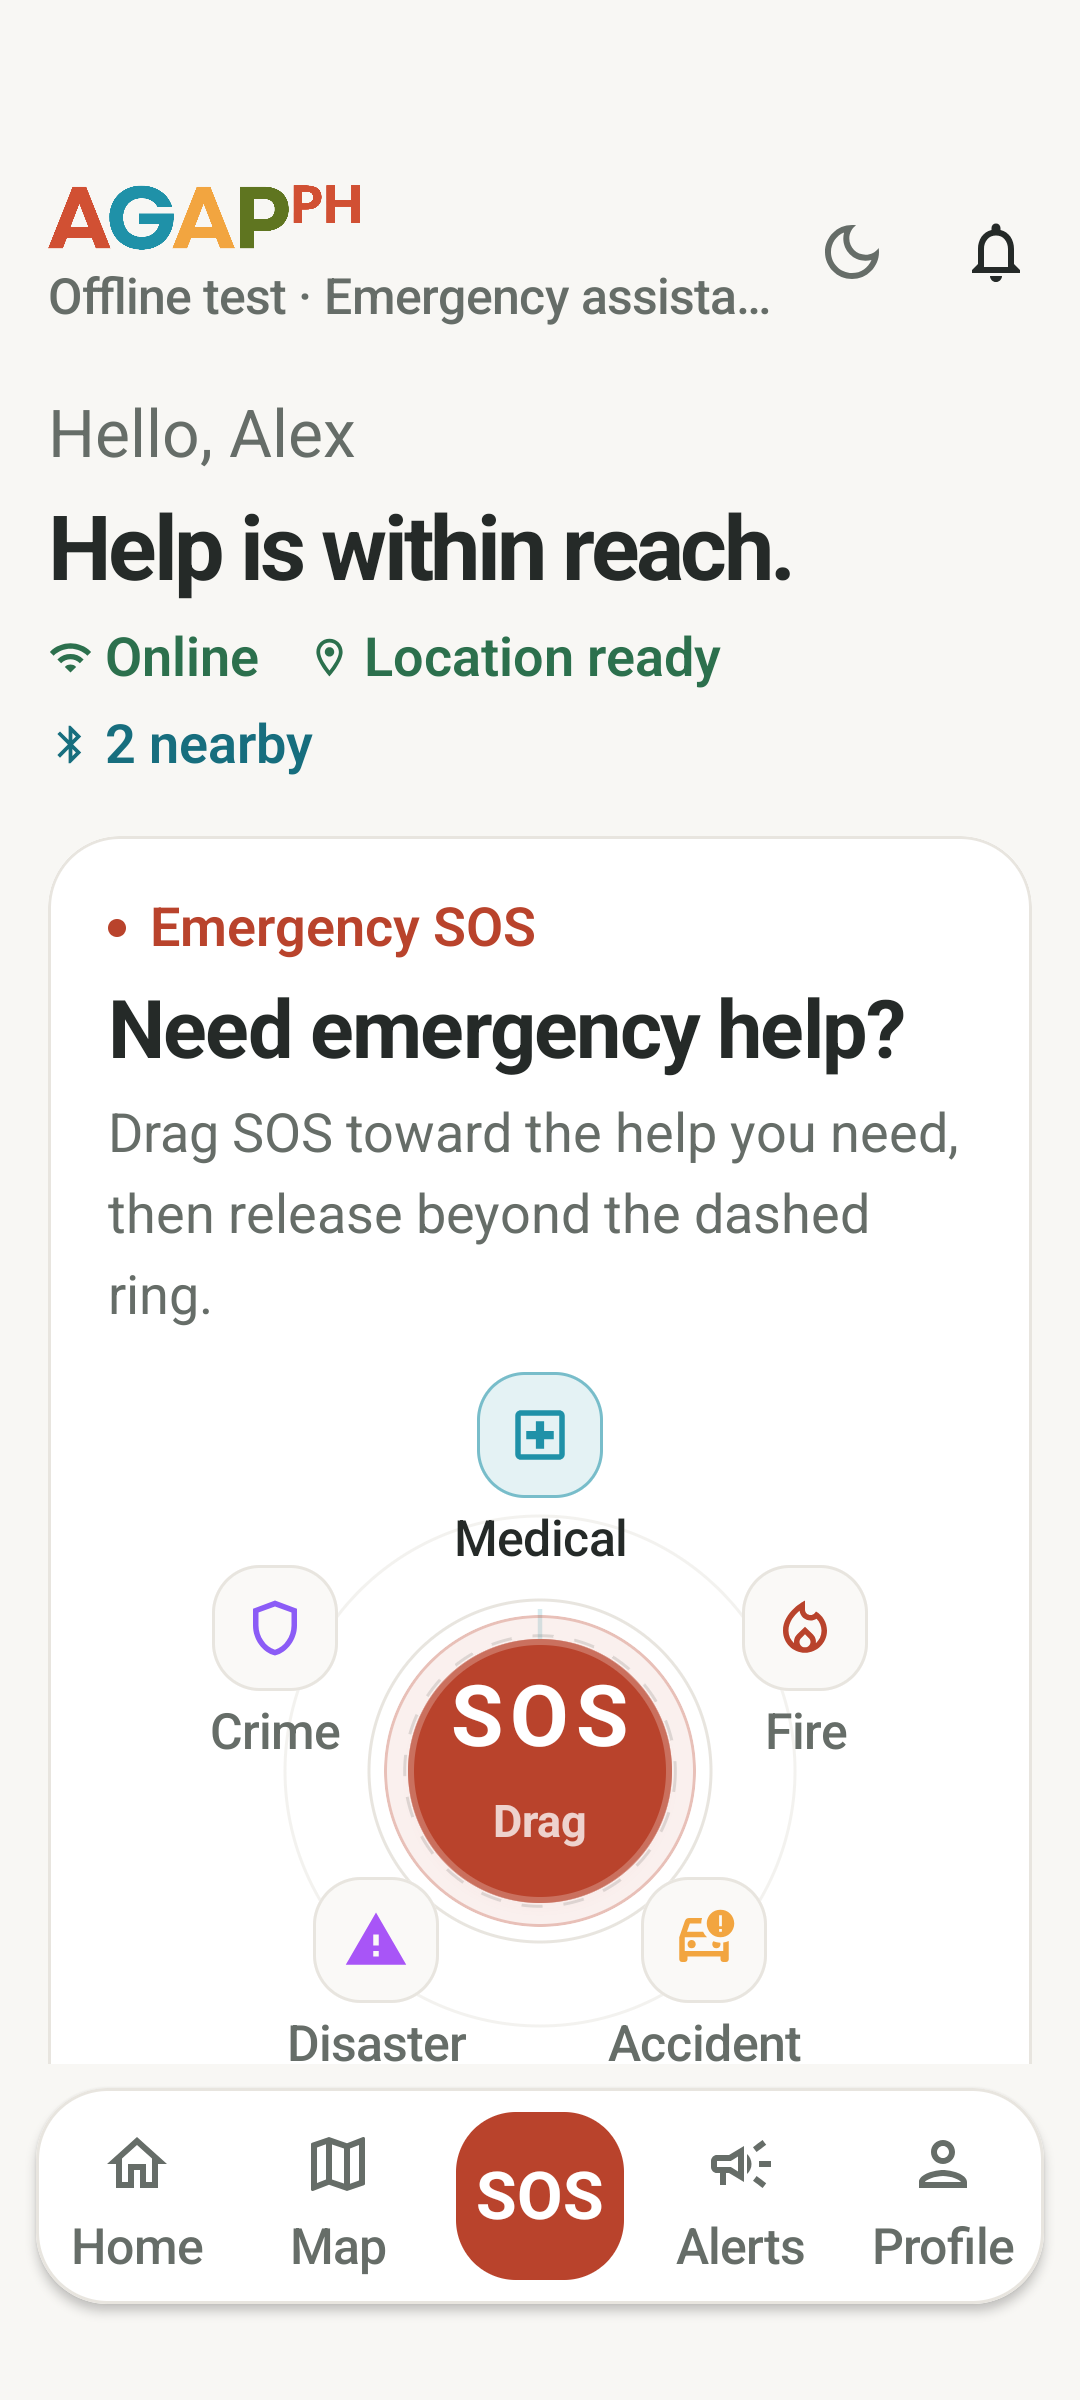 AGAPPH
Offline test · Emergency assista...
Hello, Alex
Help is within reach.
Online
Location ready
2 nearby
Emergency SOS
Need emergency help?
Drag SOS toward the help you need,
then release beyond the dashed
ring.
Medical
Crime
Fire
SOS
Drag
Disaster
Accident
Home
Map
SOS
Alerts
Profile